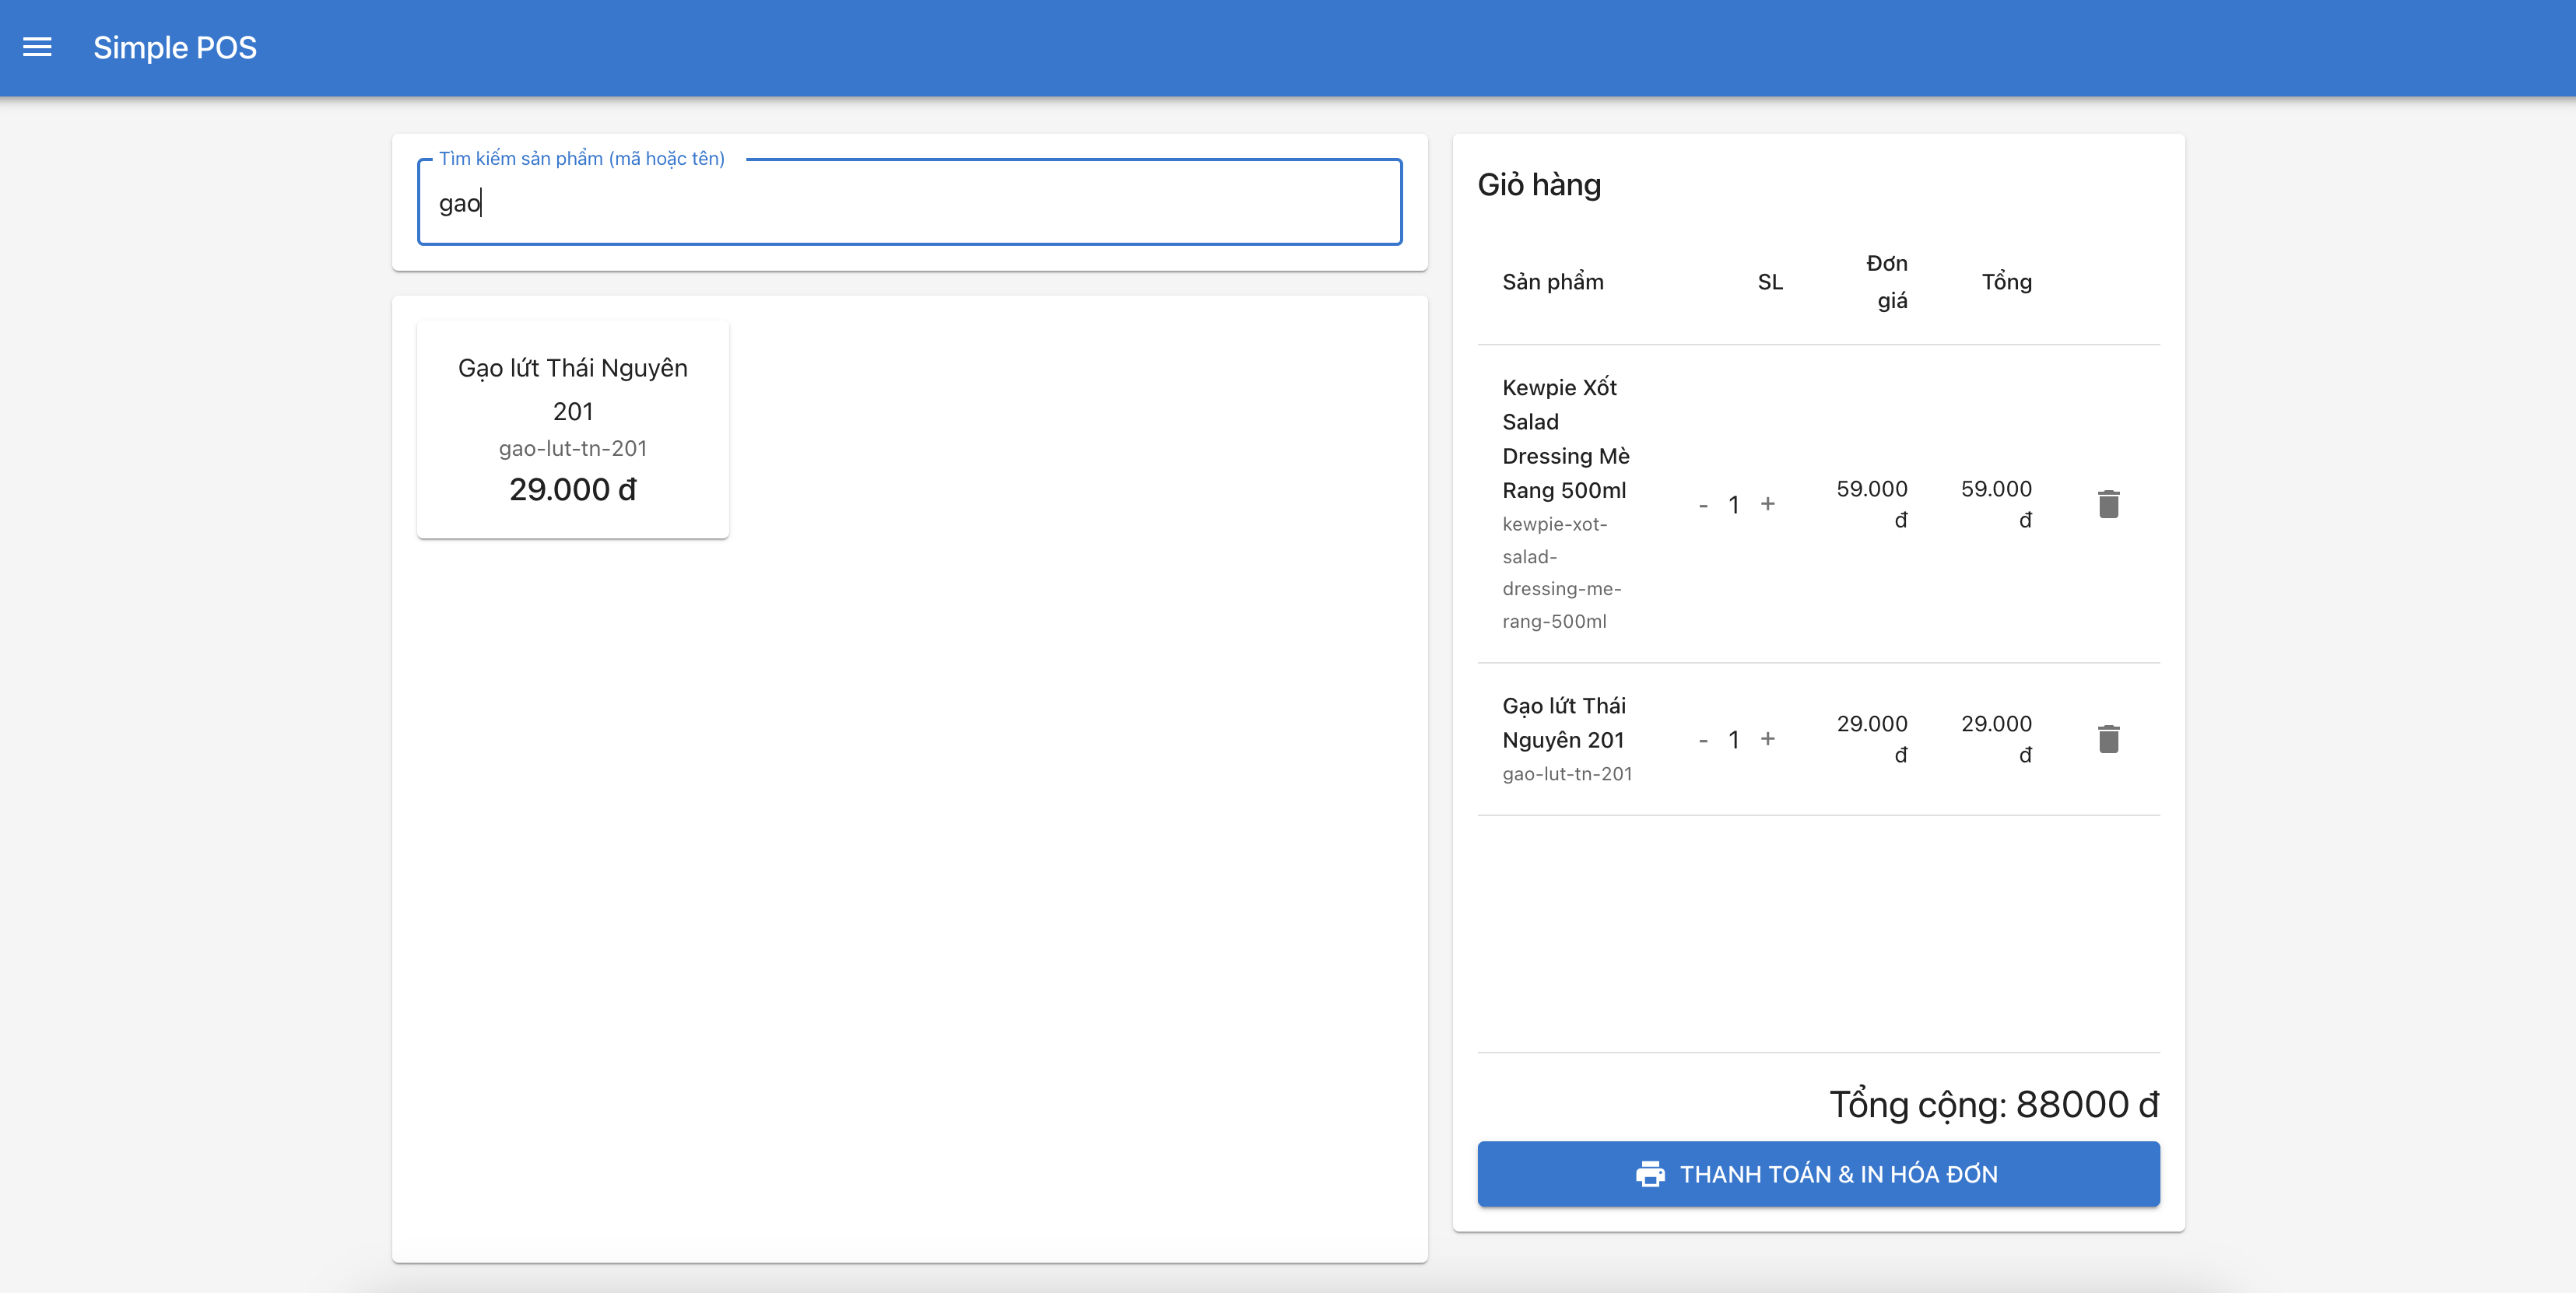 Simple POS
Tìm kiếm sản phẩm (mã hoặc tên)
gao
Gạo lứt Thái Nguyên
201
gao-lut-tn-201
29.000 đ
Giỏ hàng
Sản phẩm SL Đơn giá Tổng
Kewpie Xốt
Salad
Dressing Mè
Rang 500ml
kewpie-xot-
salad-
dressing-me-
rang-500ml
- 1 +
59.000
đ
59.000
đ
Gạo lứt Thái
Nguyên 201
gao-lut-tn-201
- 1 +
29.000
đ
29.000
đ
Tổng cộng: 88000 đ
THANH TOÁN & IN HÓA ĐƠN